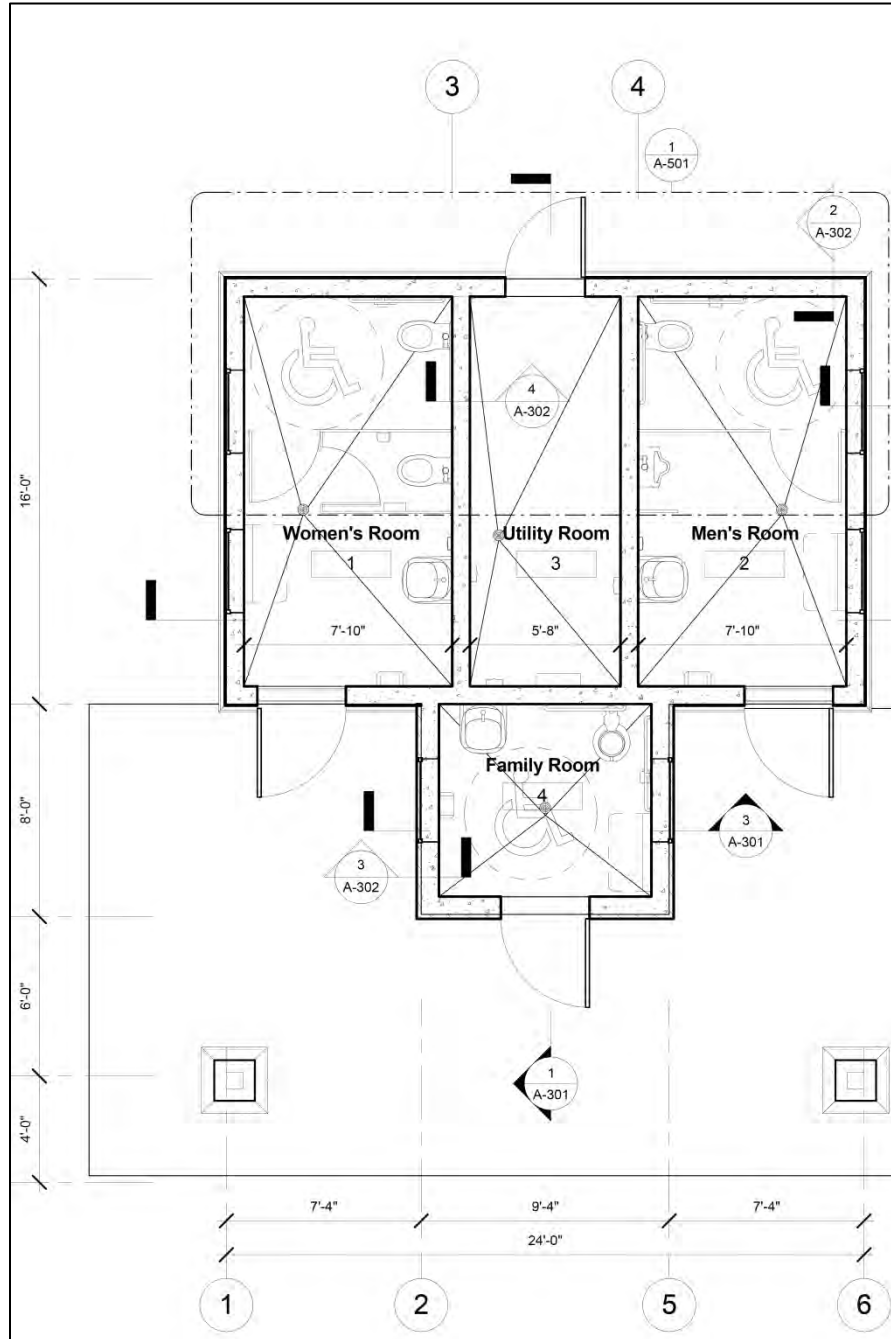 3
4
1
A-501
2
A-302
4
A-302
16'-0"
Women's Room
1
Utility Room
3
Men's Room
2
7'-10"
5'-8"
7'-10"
Family Room
4
8'-0"
3
A-301
3
A-302
6'-0"
1
A-301
4'-0"
7'-4"
9'-4"
7'-4"
24'-0"
1
2
5
6